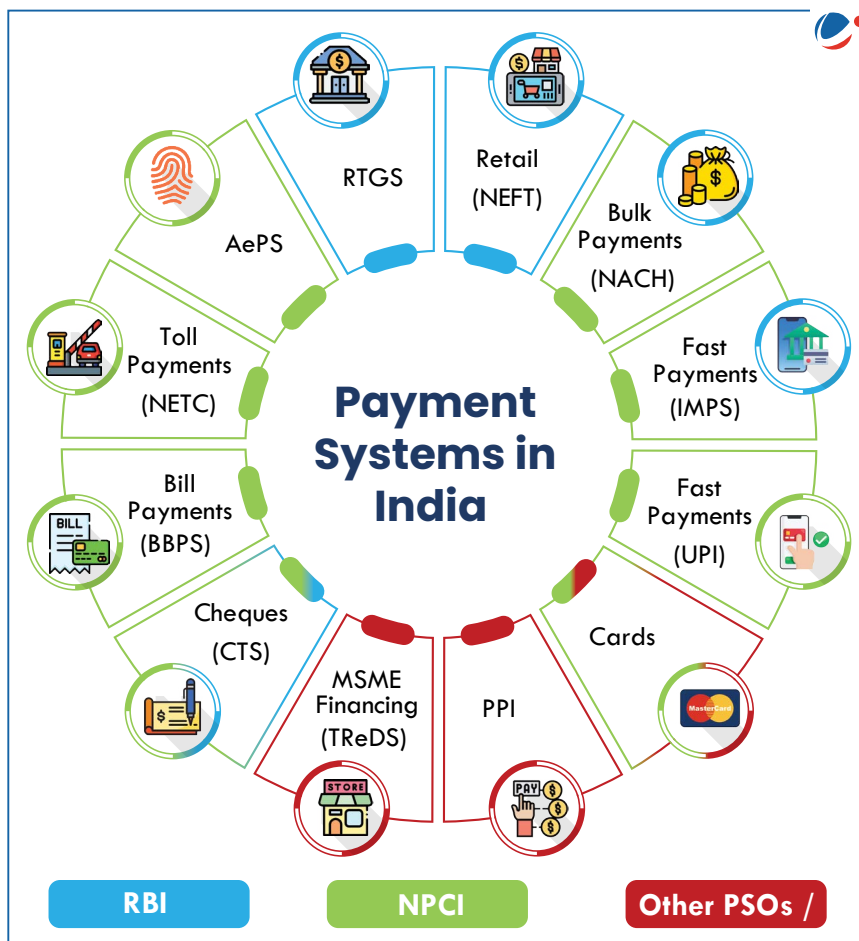 Payment
Systems in
India
RTGS
Retail
(NEFT)
Bulk
Payments
(NACH)
Fast
Payments
(IMPS)
Fast
Payments
(UPI)
Cards
MasterCard
PPI
PAY
MSME
Financing
(TReDS)
STORE
Cheques
(CTS)
Bill
Payments
(BBPS)
BILL
Toll
Payments
(NETC)
AePS
RBI
NPCI
Other PSOs /